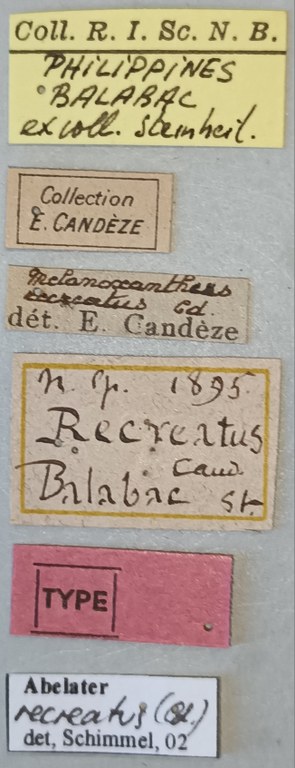 Coll. R. I. Sc. N. B.
PHILIPPINES
BALABAC
ex coll. Steinheil.
Collection
E. CANDÈZE
Melanoxanthus
recreatus Cd.
dét. E. Candèze
n. sp. 1895
Recreatus
Cand.
Balabac St.
TYPE
Abelater
recreatus (Cd.)
det, Schimmel, 02